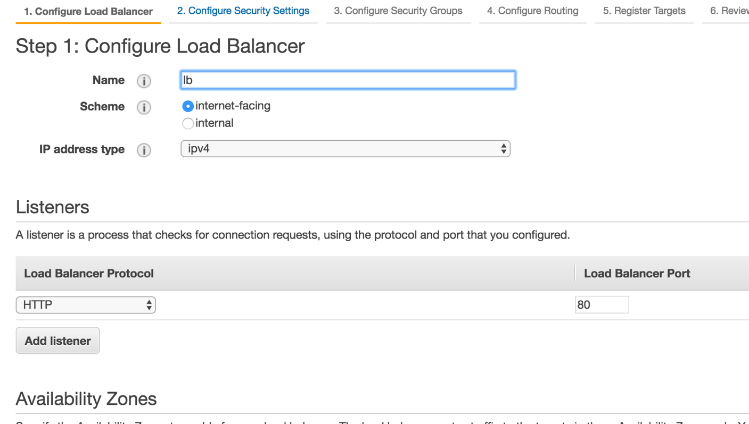 1. Configure Load Balancer 2. Configure Security Settings 3. Configure Security Groups 4. Configure Routing 5. Register Targets 6. Review
Step 1: Configure Load Balancer
Name i lb
Scheme i internet-facing
internal
IP address type i ipv4
Listeners
A listener is a process that checks for connection requests, using the protocol and port that you configured.
Load Balancer Protocol Load Balancer Port
HTTP 80
Add listener
Availability Zones